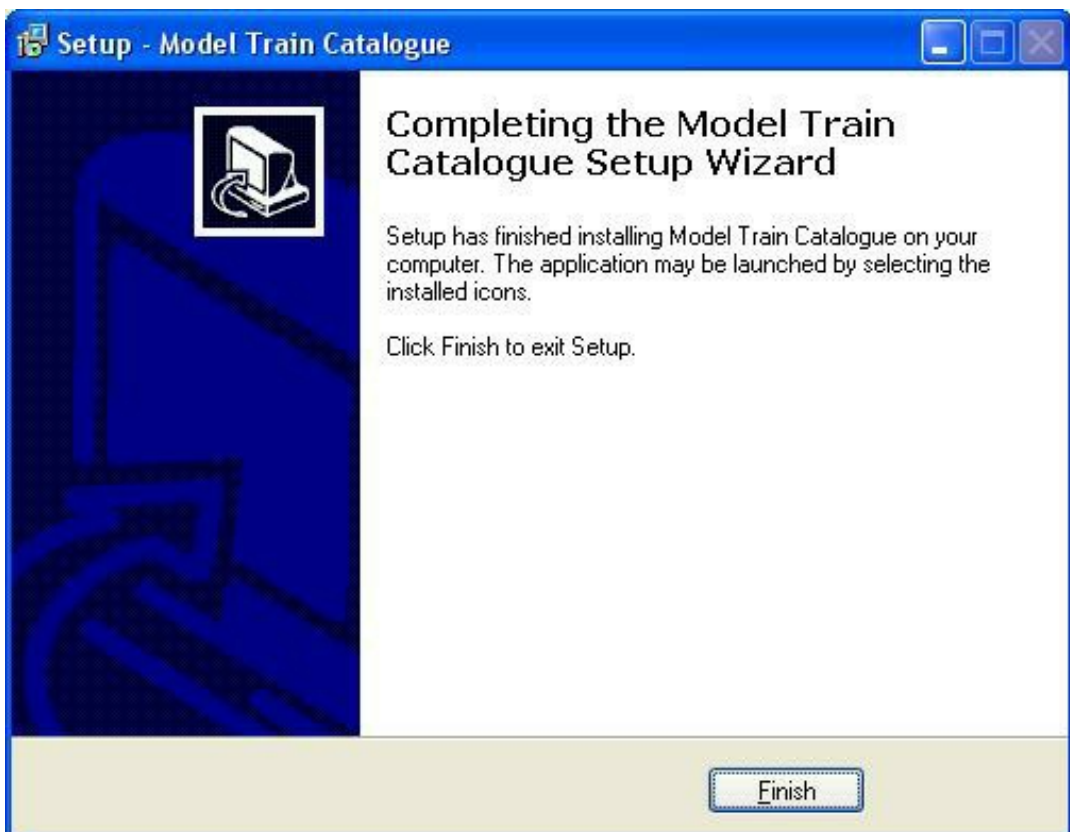 Setup - Model Train Catalogue
Completing the Model Train
Catalogue Setup Wizard
Setup has finished installing Model Train Catalogue on your
computer. The application may be launched by selecting the
installed icons.
Click Finish to exit Setup.
Finish